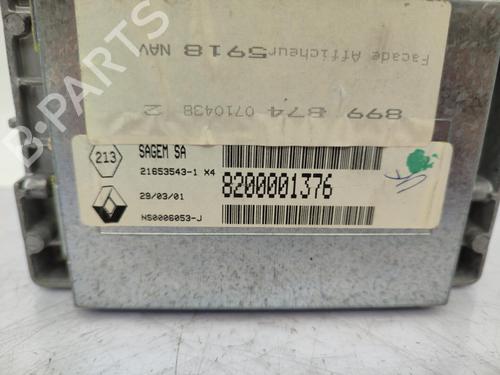 Facade Afficheur 5918 NAV
899 874 0710438 2
213
SAGEM SA
21653543-1 X4
8200001376
29/03/01
NS0006053-J
B-PARTS